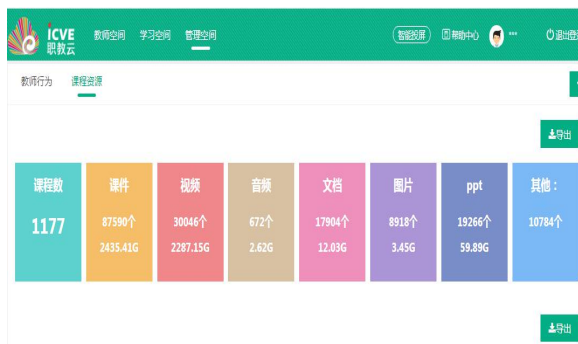 iCVE
职教云
教师空间 学习空间 管理空间 智能投屏 帮助中心 退出登
教师行为 课程资源
导出
课程数 课件 视频 音频 文档 图片 ppt 其他：
1177 87590个 30046个 672个 17904个 8918个 19266个 10784个
2435.41G 2287.15G 2.62G 12.03G 3.45G 59.89G
导出